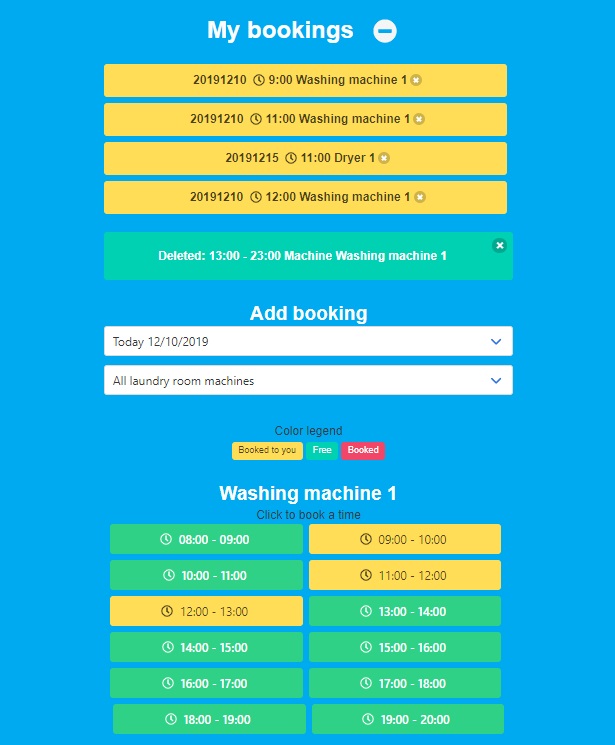 My bookings
20191210 9:00 Washing machine 1
20191210 11:00 Washing machine 1
20191215 11:00 Dryer 1
20191210 12:00 Washing machine 1
Deleted: 13:00 - 23:00 Machine Washing machine 1
Add booking
Today 12/10/2019
All laundry room machines
Color legend
Booked to you Free Booked
Washing machine 1
Click to book a time
08:00 - 09:00 09:00 - 10:00
10:00 - 11:00 11:00 - 12:00
12:00 - 13:00 13:00 - 14:00
14:00 - 15:00 15:00 - 16:00
16:00 - 17:00 17:00 - 18:00
18:00 - 19:00 19:00 - 20:00